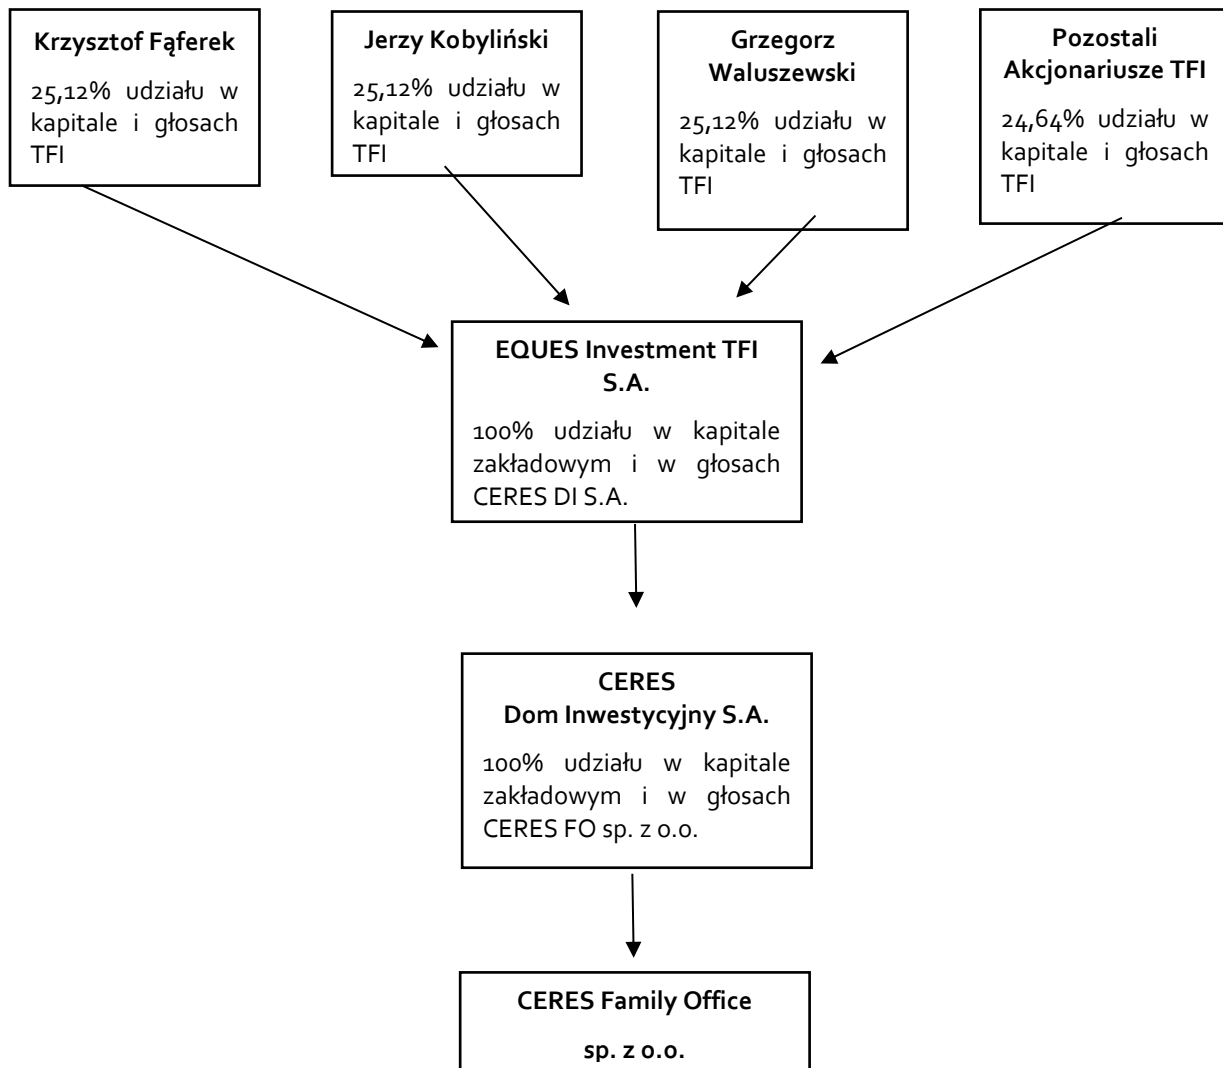 Krzysztof Fąferek
25,12% udziału w
kapitale i głosach
TFI
Jerzy Kobyliński
25,12% udziału w
kapitale i głosach
TFI
Grzegorz
Waluszewski
25,12% udziału w
kapitale i głosach
TFI
Pozostali
Akcjonariusze TFI
24,64% udziału w
kapitale i głosach
TFI
EQUES Investment TFI
S.A.
100% udziału w kapitale
zakładowym i w głosach
CERES DI S.A.
CERES
Dom Inwestycyjny S.A.
100% udziału w kapitale
zakładowym i w głosach
CERES FO sp. z o.o.
CERES Family Office
sp. z o.o.